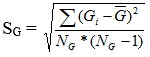 S_G = √(∑(G_i − G̅)² / (N_G * (N_G − 1)))